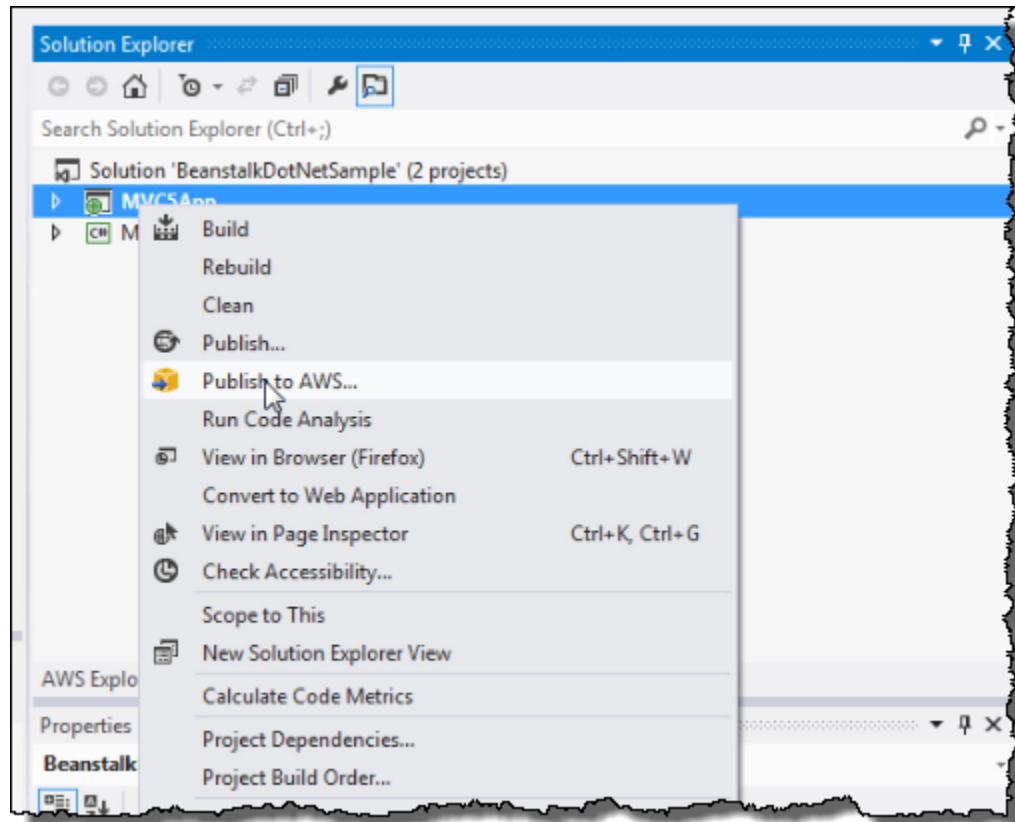 Solution Explorer
Search Solution Explorer (Ctrl+;)
Solution 'BeanstalkDotNetSample' (2 projects)
MVC5App
C#
M
Build
Rebuild
Clean
Publish...
Publish to AWS...
Run Code Analysis
View in Browser (Firefox) Ctrl+Shift+W
Convert to Web Application
View in Page Inspector Ctrl+K, Ctrl+G
Check Accessibility...
Scope to This
New Solution Explorer View
AWS Explo
Calculate Code Metrics
Properties
Project Dependencies...
Beanstalk
Project Build Order...